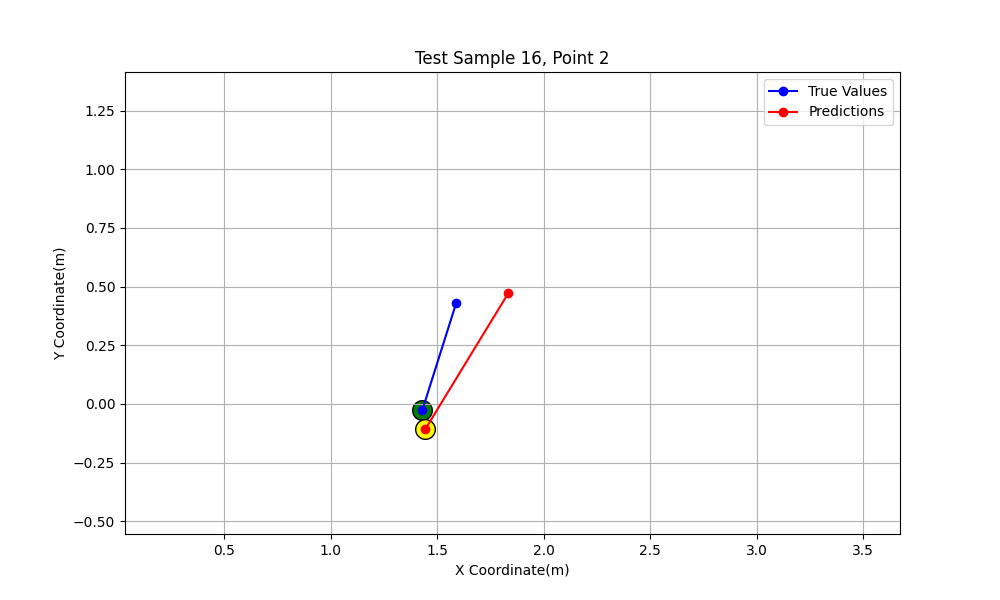 Test Sample 16, Point 2
True Values
Predictions
1.25
1.00
0.75
0.50
0.25
0.00
−0.25
−0.50
Y Coordinate(m)
0.5 1.0 1.5 2.0 2.5 3.0 3.5
X Coordinate(m)